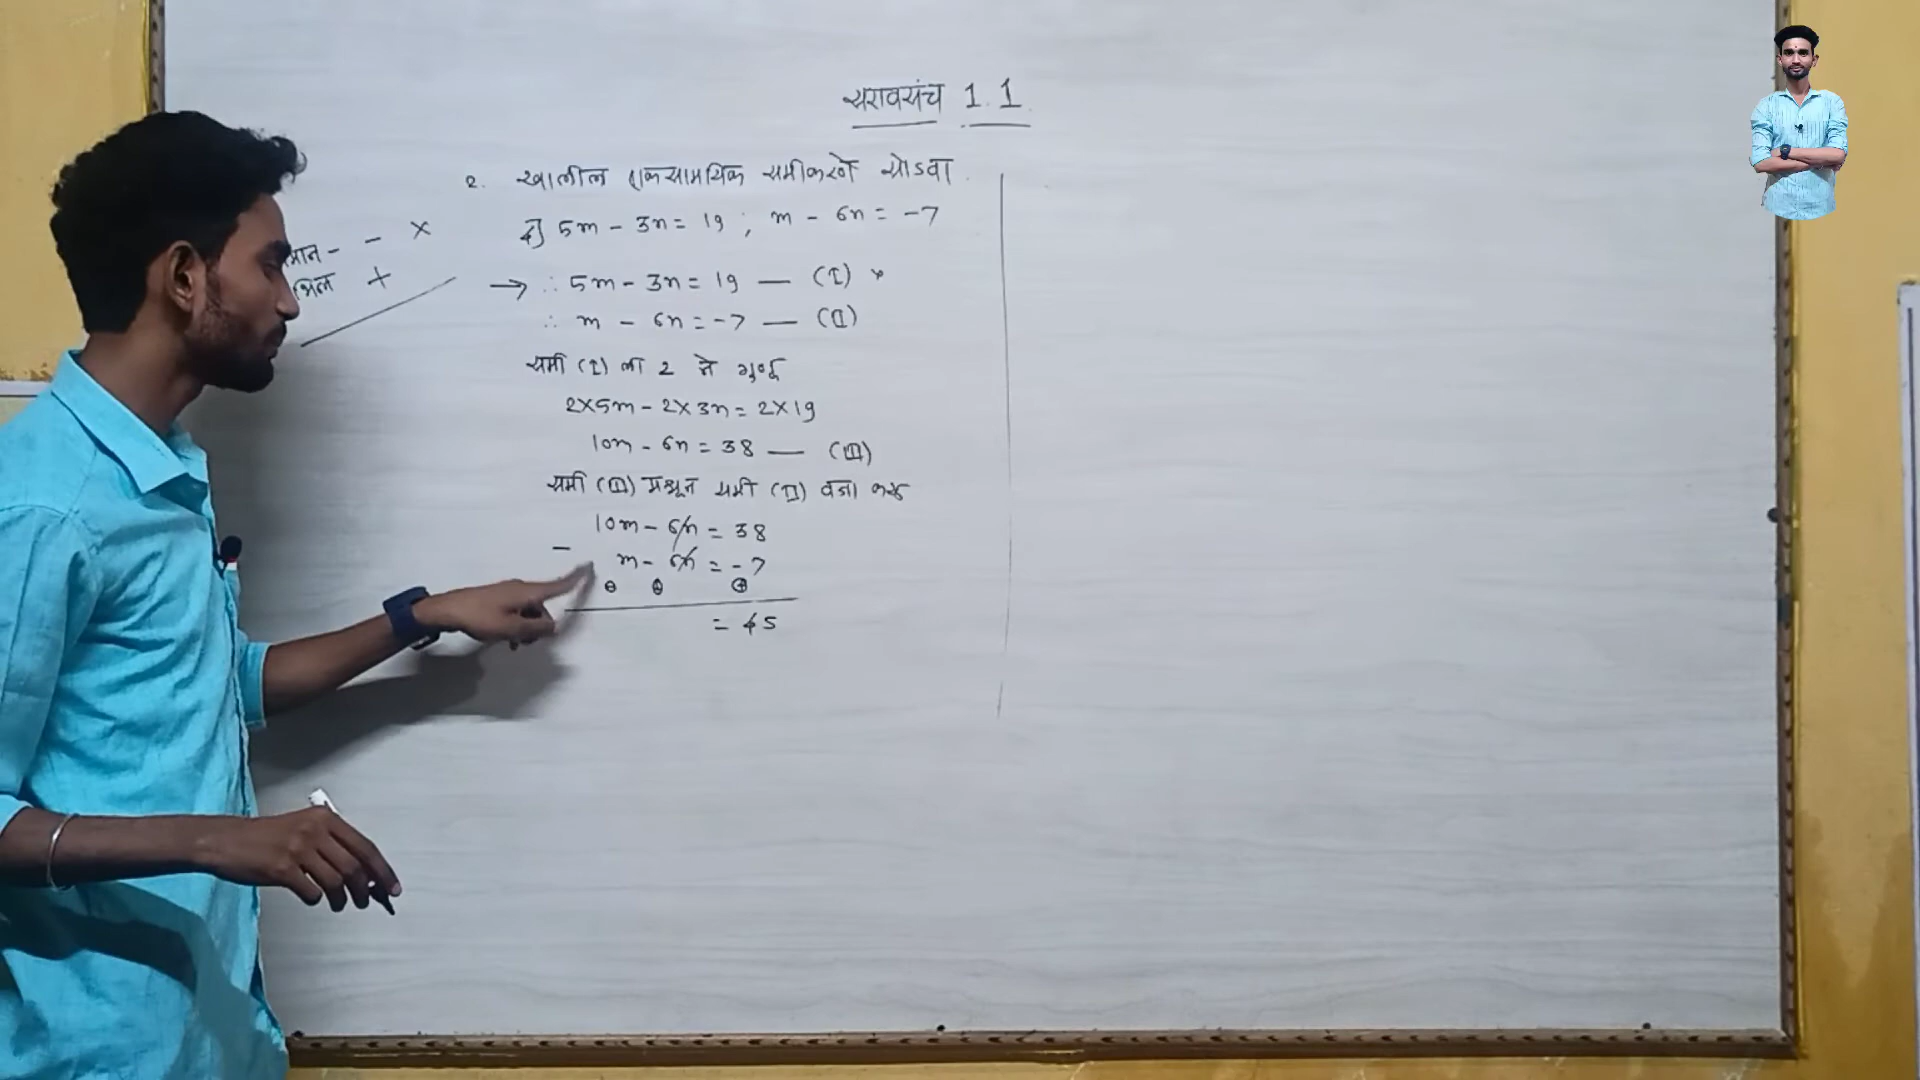 सरावसंच 1.1
2. खालील एकसामयिक समीकरणे सोडवा.
4] 5m - 3n = 19 ; m - 6n = -7
→ ∴ 5m - 3n = 19 — (I) ×
∴ m - 6n = -7 — (II)
समी (I) ला 2 ने गुणू
2×5m - 2×3n = 2×19
10m - 6n = 38 — (III)
समी (III) मधून समी (II) वजा करू
10m - 6n = 38
- m - 6n = -7
⊖ ⊕ ⊕
= 45
मान - - ×
+